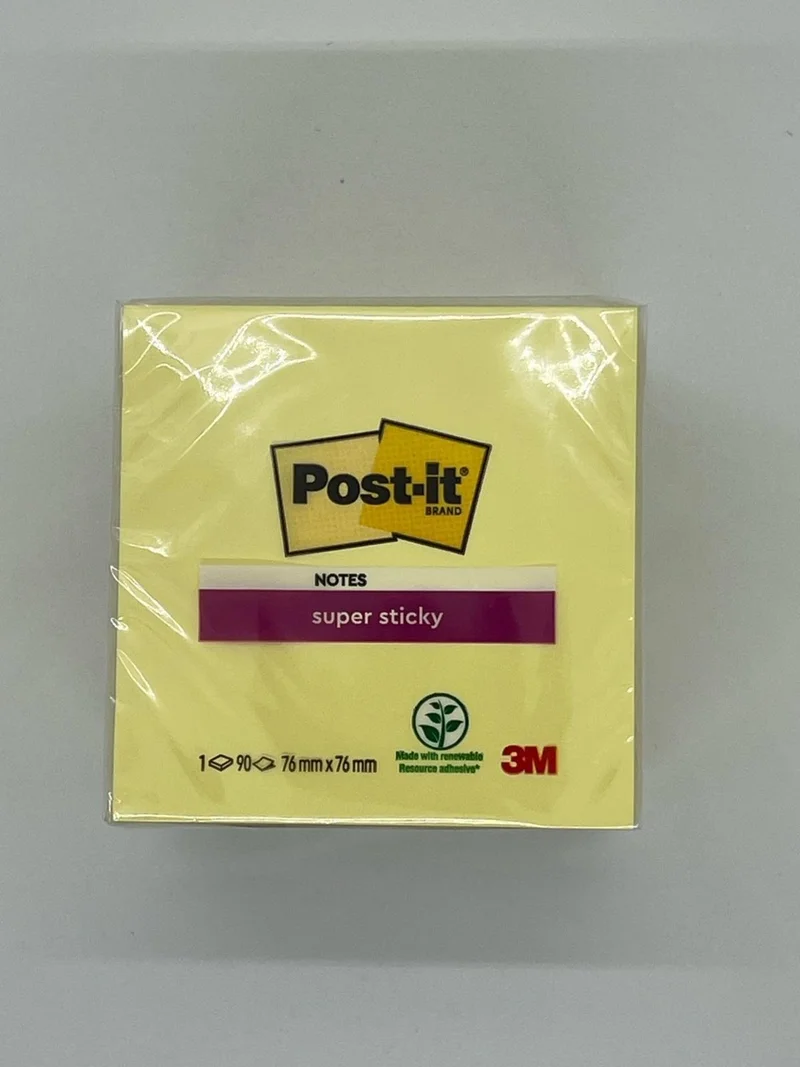 Post-it®
BRAND
NOTES
super sticky
1 90 76 mm x 76 mm
Made with renewable
Resource adhesive*
3M